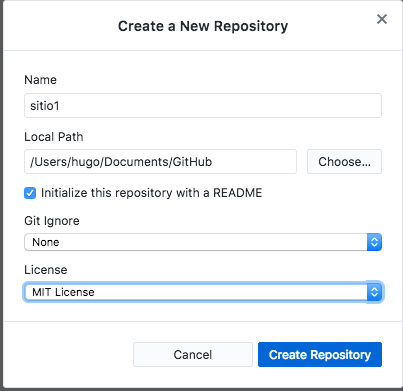 Create a New Repository
Name
sitio1
Local Path
/Users/hugo/Documents/GitHub
Choose...
Initialize this repository with a README
Git Ignore
None
License
MIT License
Cancel
Create Repository